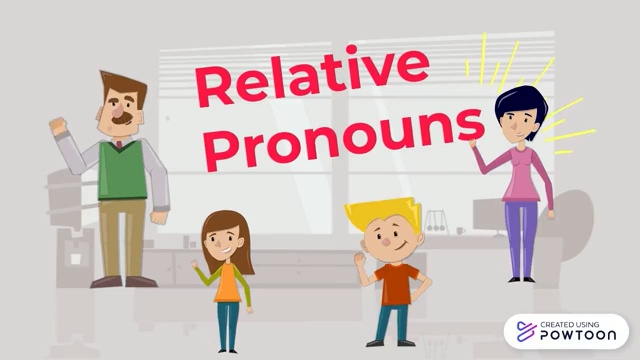 Relative
Pronouns
CREATED USING
POWTOON